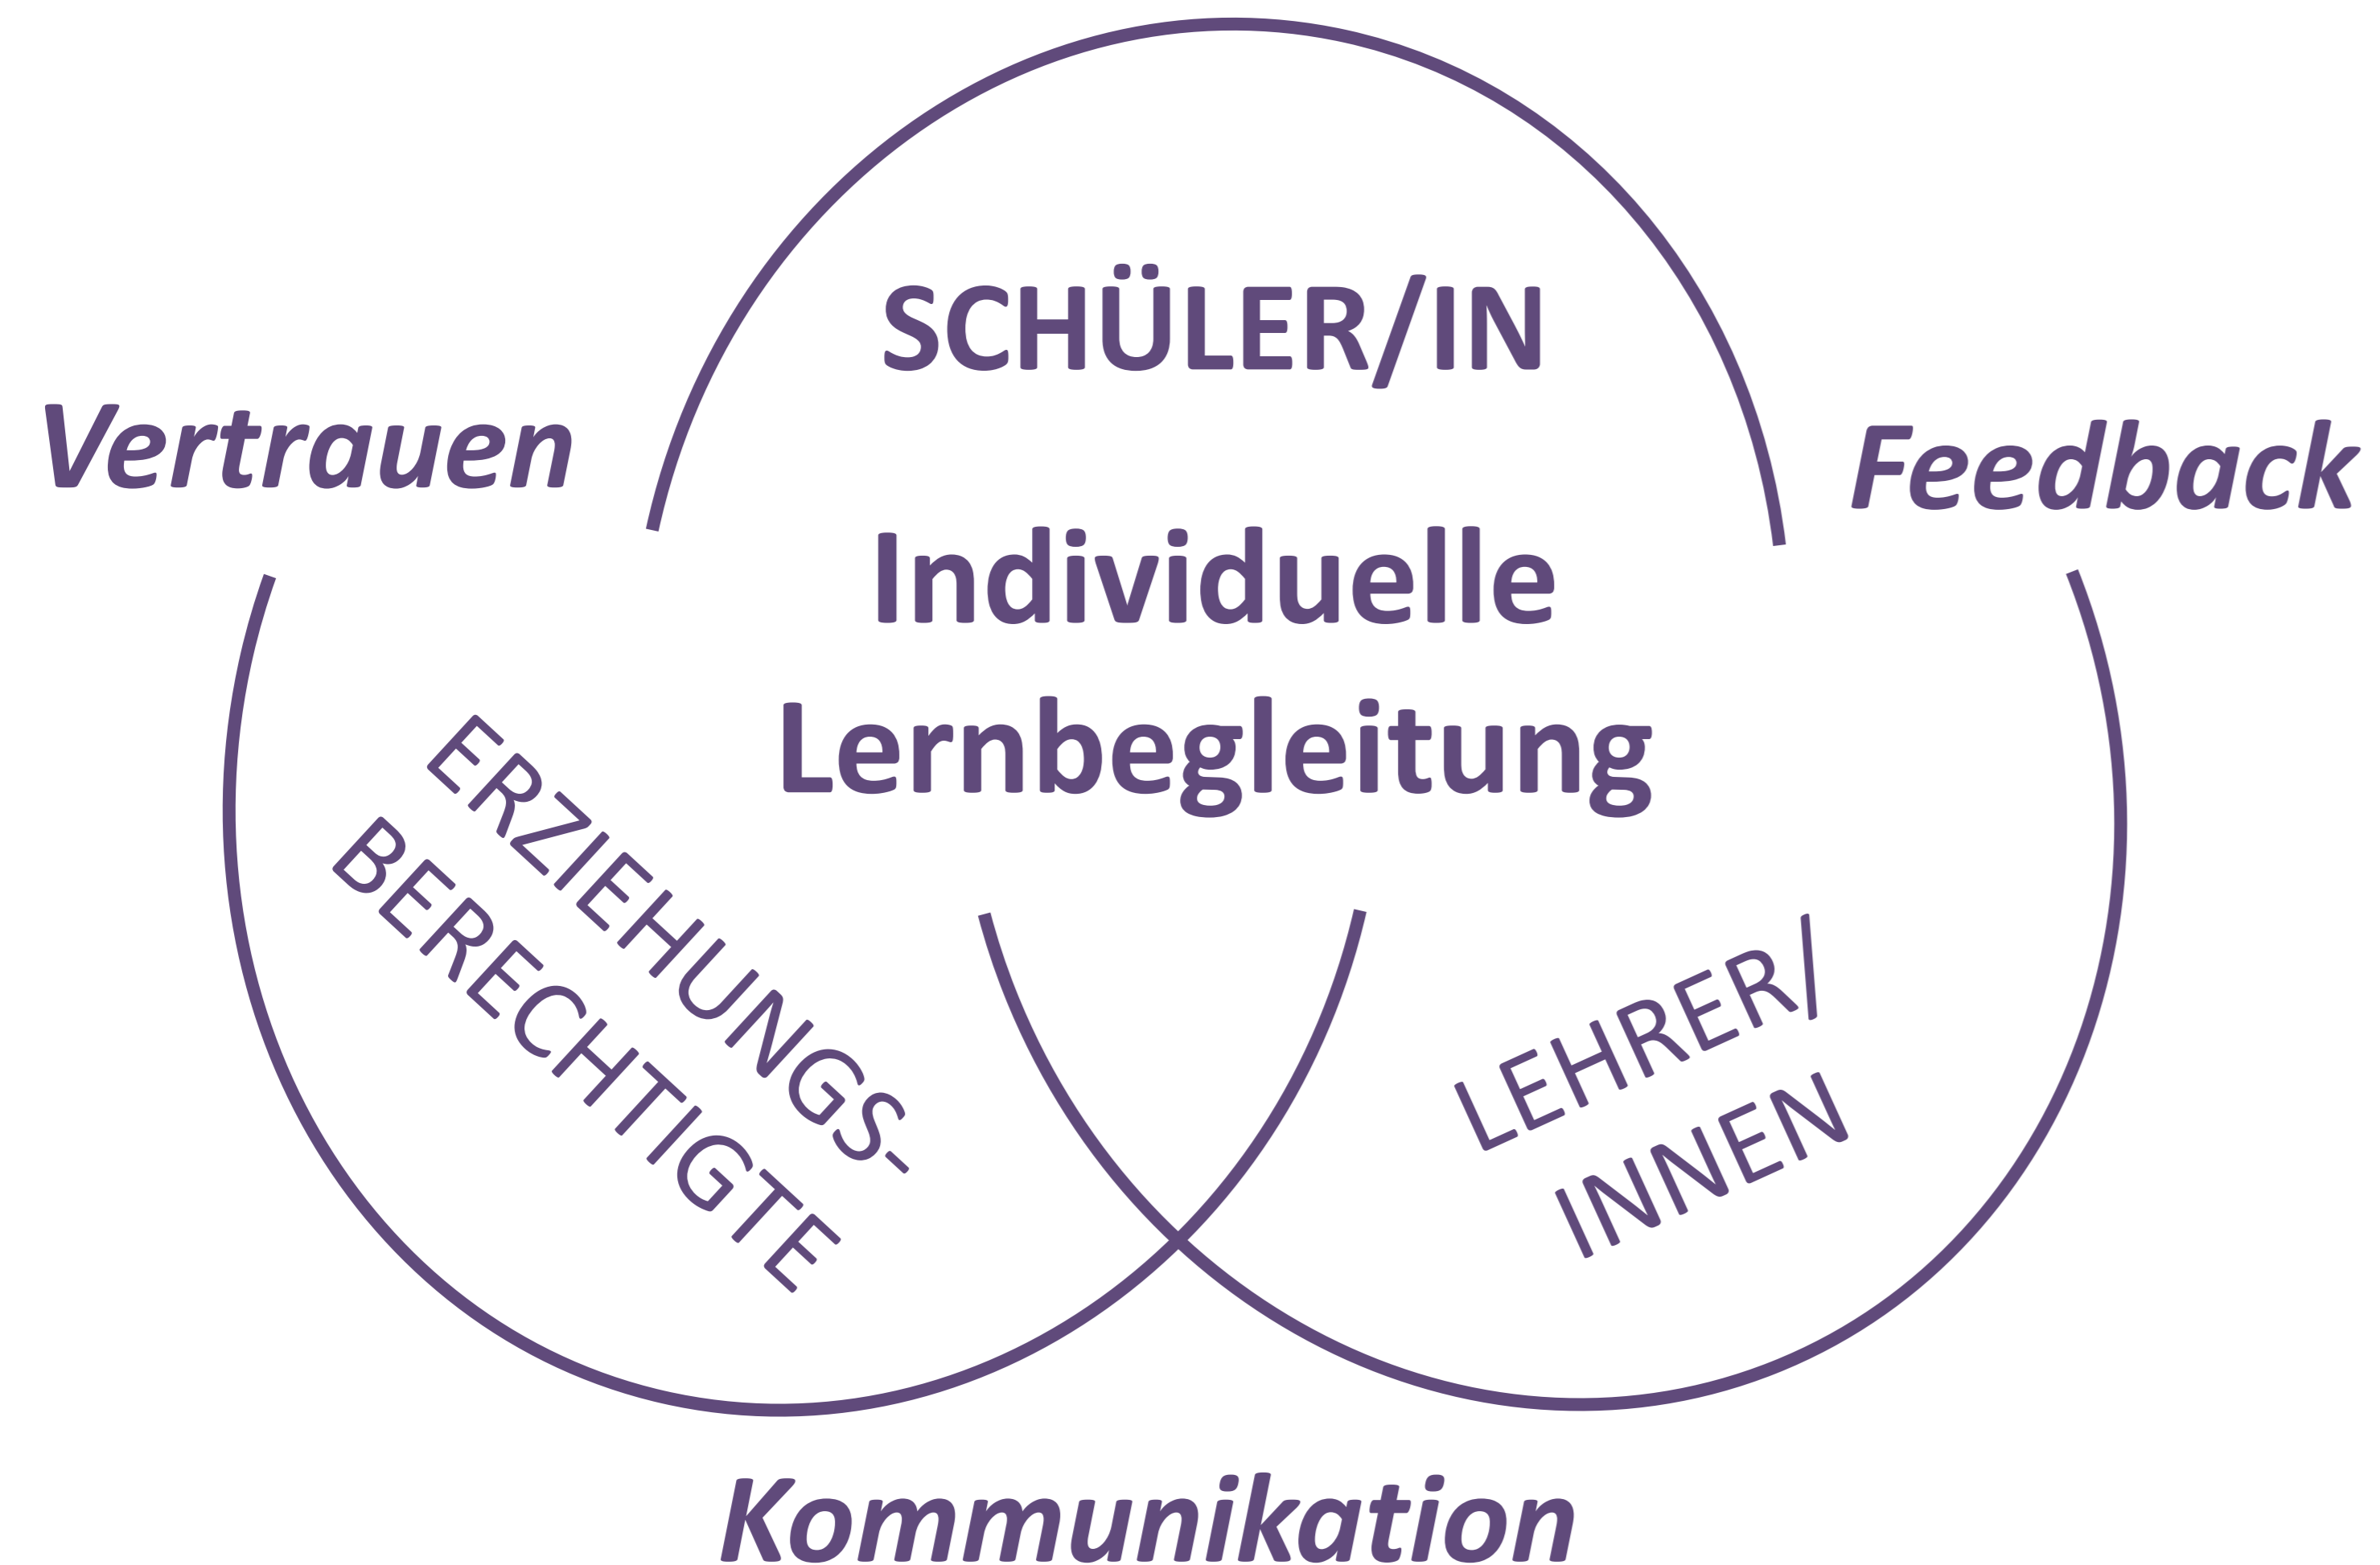 SCHÜLER/IN
Vertrauen
Feedback
Individuelle
Lernbegleitung
ERZIEHUNGS-
BERECHTIGTE
LEHRER/
INNEN
Kommunikation